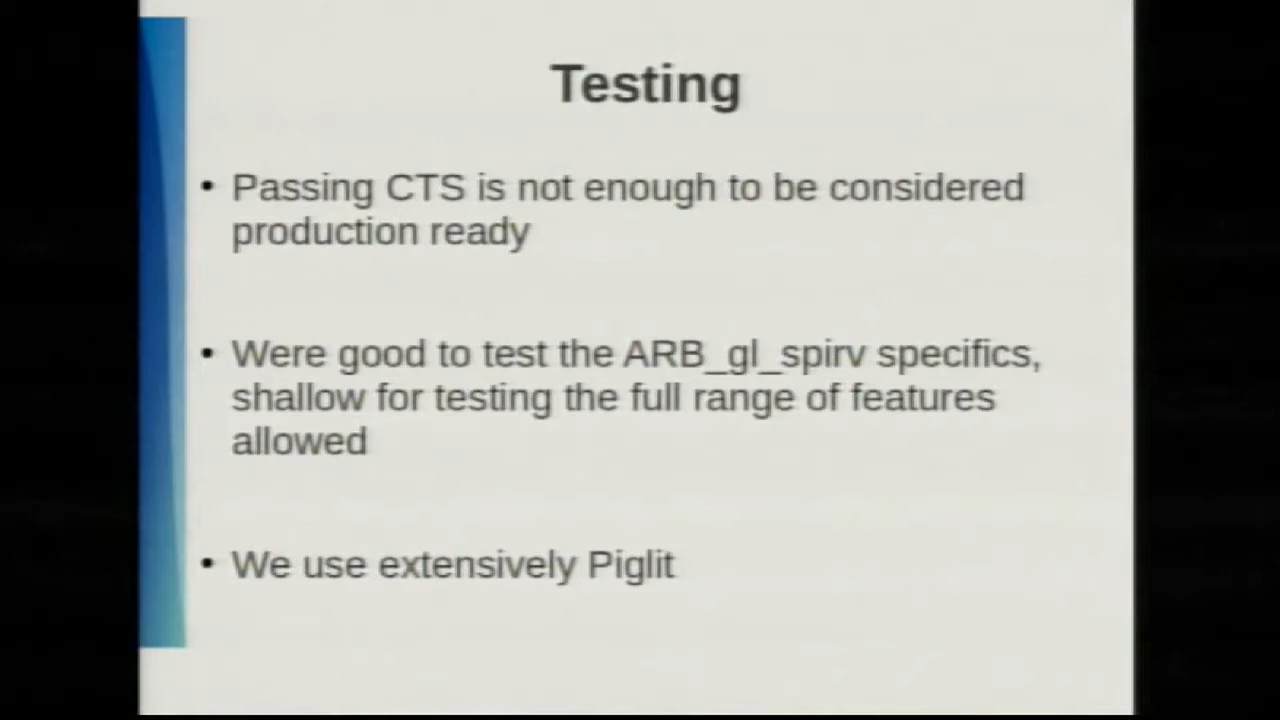 Testing
• Passing CTS is not enough to be considered
production ready
• Were good to test the ARB_gl_spirv specifics,
shallow for testing the full range of features
allowed
• We use extensively Piglit